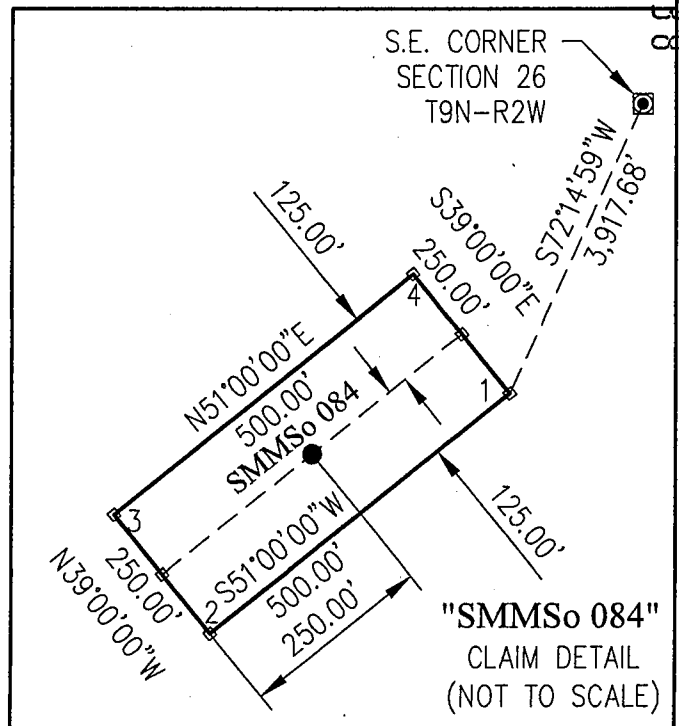 S.E. CORNER
SECTION 26
T9N-R2W
S72°14'59"W
3,917.68'
125.00'
S39°00'00"E
250.00'
4
N51°00'00"E
500.00'
SMMSo 084
1
3
N39°00'00"W
250.00'
2
S51°00'00"W
500.00'
250.00'
125.00'
"SMMSo 084"
CLAIM DETAIL
(NOT TO SCALE)